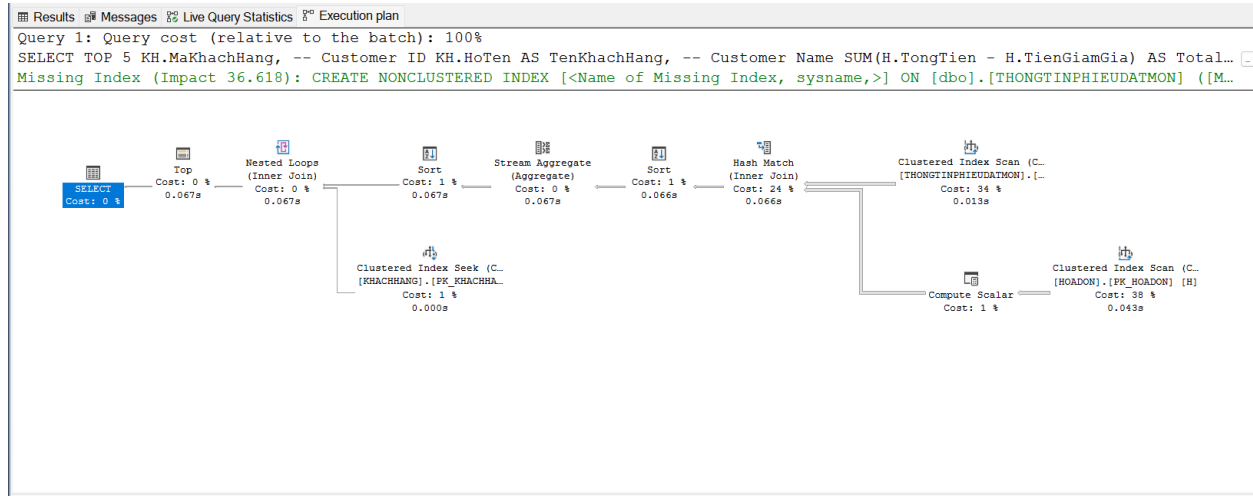 Results Messages Live Query Statistics Execution plan
Query 1: Query cost (relative to the batch): 100%
SELECT TOP 5 KH.MaKhachHang, -- Customer ID KH.HoTen AS TenKhachHang, -- Customer Name SUM(H.TongTien - H.TienGiamGia) AS Total…
Missing Index (Impact 36.618): CREATE NONCLUSTERED INDEX [<Name of Missing Index, sysname,>] ON [dbo].[THONGTINPHIEUDATMON] ([M…
SELECT
Cost: 0 %
Top
Cost: 0 %
0.067s
Nested Loops
(Inner Join)
Cost: 0 %
0.067s
Sort
Cost: 1 %
0.067s
Stream Aggregate
(Aggregate)
Cost: 0 %
0.067s
Sort
Cost: 1 %
0.066s
Hash Match
(Inner Join)
Cost: 24 %
0.066s
Clustered Index Scan (C…
[THONGTINPHIEUDATMON].[…
Cost: 34 %
0.013s
Clustered Index Seek (C…
[KHACHHANG].[PK_KHACHHA…
Cost: 1 %
0.000s
Compute Scalar
Cost: 1 %
Clustered Index Scan (C…
[HOADON].[PK_HOADON] [H]
Cost: 38 %
0.043s